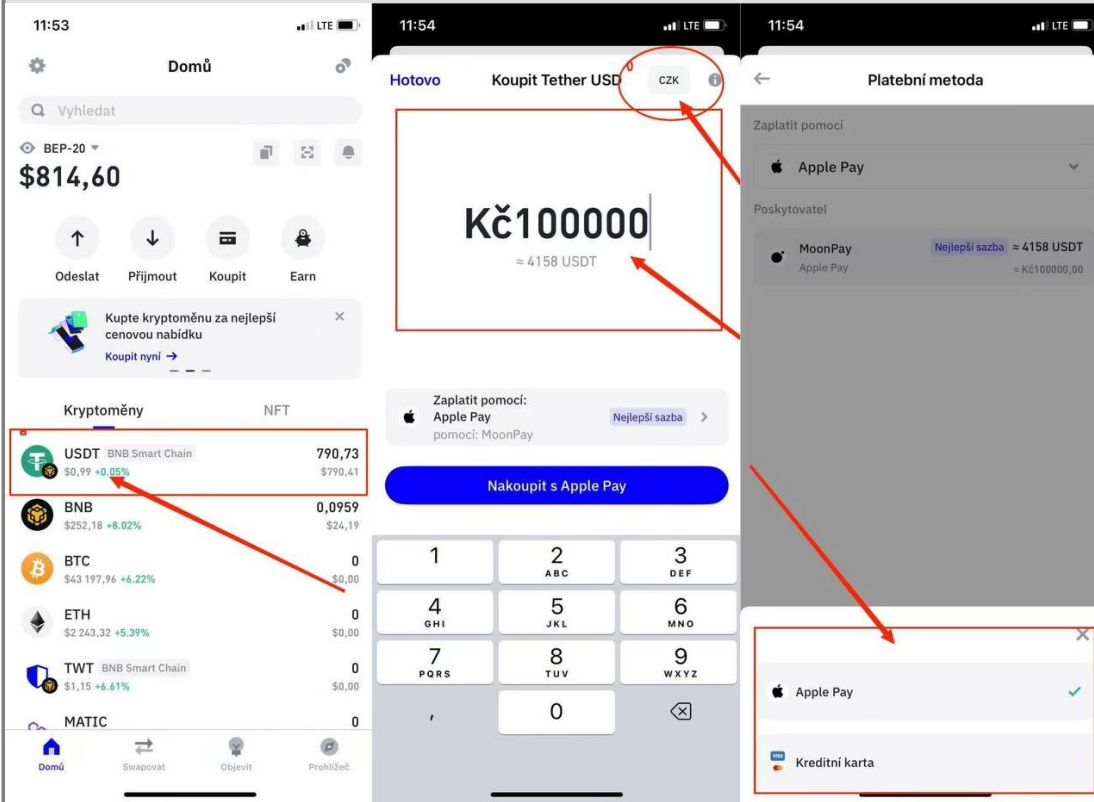 11:53
LTE
Domů
Vyhledat
BEP-20
$814,60
Odeslat
Přijmout
Koupit
Earn
Kupte kryptoměnu za nejlepší
cenovou nabídku
Koupit nyní →
Kryptoměny
NFT
USDT BNB Smart Chain 790,73
$0,99 +0.05% $790,41
BNB 0,0959
$252,18 +8.02% $24,19
BTC 0
$43 197,96 +6.22% $0,00
ETH 0
$2 243,32 +5.39% $0,00
TWT BNB Smart Chain 0
$1,15 +6.61% $0,00
MATIC 0
Domů
Swapovat
Objevit
Prohlížeč
11:54
LTE
Hotovo
Koupit Tether USD
0
CZK
Kč100000
≈ 4158 USDT
Zaplatit pomocí:
Apple Pay
pomocí: MoonPay
Nejlepší sazba
Nakoupit s Apple Pay
1
2
ABC
3
DEF
4
GHI
5
JKL
6
MNO
7
PQRS
8
TUV
9
WXYZ
,
0
11:54
LTE
Platební metoda
Zaplatit pomocí
Apple Pay
Poskytovatel
MoonPay Nejlepší sazba ≈ 4158 USDT
Apple Pay ≈ Kč100000,00
Apple Pay
VISA
Kreditní karta